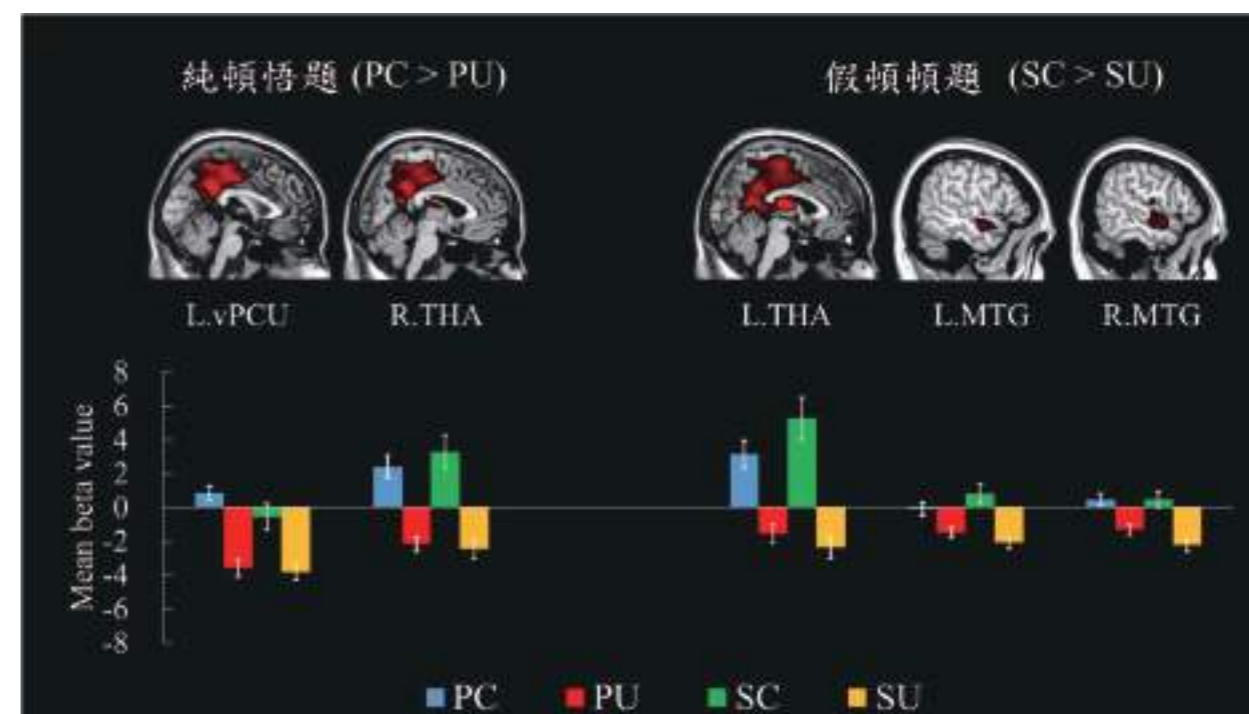 純頓悟題 (PC > PU)
假頓頓題 (SC > SU)
L.vPCU
R.THA
L.THA
L.MTG
R.MTG
Mean beta value
8
6
4
2
0
-2
-4
-6
-8
PC
PU
SC
SU